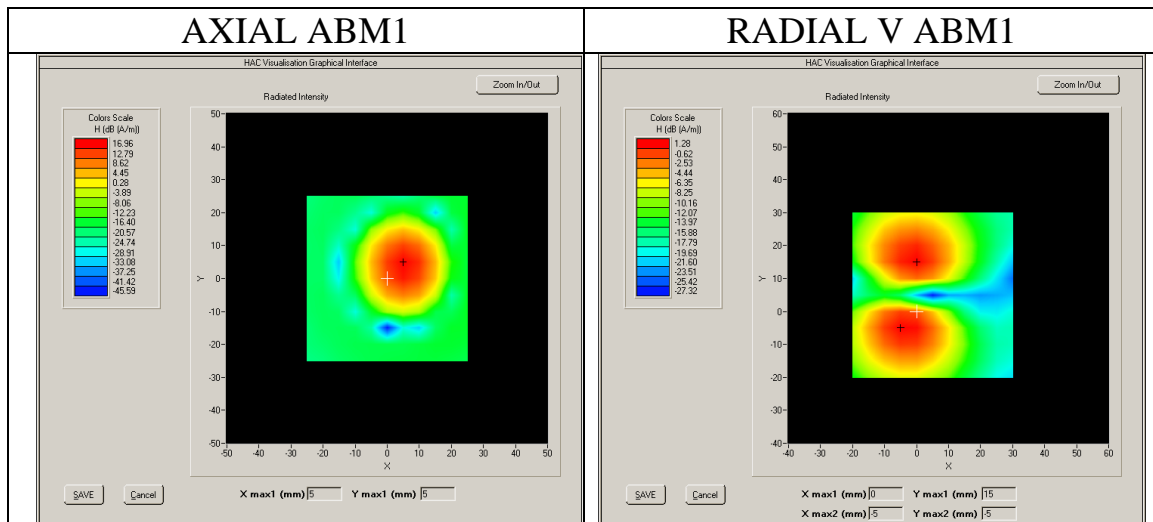 AXIAL ABM1
HAC Visualisation Graphical Interface
Zoom In/Out
Radiated Intensity
Colors Scale
H (dB (A/m))
16.96
12.79
8.62
4.45
0.28
-3.89
-8.06
-12.23
-16.40
-20.57
-24.74
-28.91
-33.08
-37.25
-41.42
-45.59
50
40
30
20
10
0
-10
-20
-30
-40
-50
Y
-50 -40 -30 -20 -10 0 10 20 30 40 50
X
SAVE Cancel X max1 (mm) 5 Y max1 (mm) 5
RADIAL V ABM1
HAC Visualisation Graphical Interface
Zoom In/Out
Radiated Intensity
Colors Scale
H (dB (A/m))
1.28
-0.62
-2.53
-4.44
-6.35
-8.25
-10.16
-12.07
-13.97
-15.88
-17.79
-19.69
-21.60
-23.51
-25.42
-27.32
60
50
40
30
20
10
0
-10
-20
-30
-40
Y
-40 -30 -20 -10 0 10 20 30 40 50 60
X
SAVE Cancel X max1 (mm) 0 Y max1 (mm) 15
X max2 (mm) -5 Y max2 (mm) -5